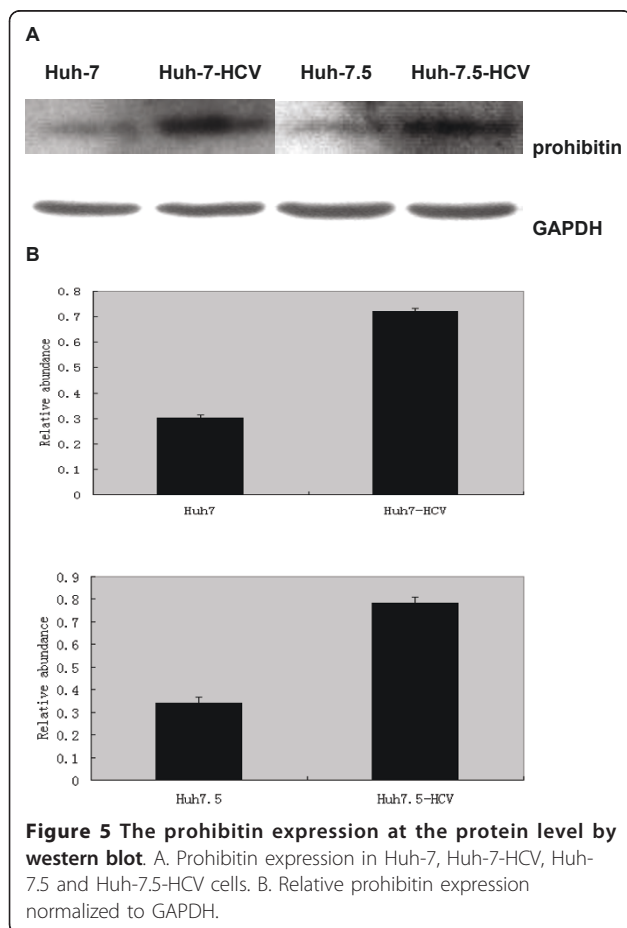 A
Huh-7 Huh-7-HCV Huh-7.5 Huh-7.5-HCV
prohibitin
GAPDH
B
0.8
0.7
0.6
0.5
0.4
0.3
0.2
0.1
0
Relative abundance
Huh7 Huh7-HCV
0.9
0.8
0.7
0.6
0.5
0.4
0.3
0.2
0.1
0
Relative abundance
Huh7.5 Huh7.5-HCV
Figure 5 The prohibitin expression at the protein level by
western blot. A. Prohibitin expression in Huh-7, Huh-7-HCV, Huh-
7.5 and Huh-7.5-HCV cells. B. Relative prohibitin expression
normalized to GAPDH.